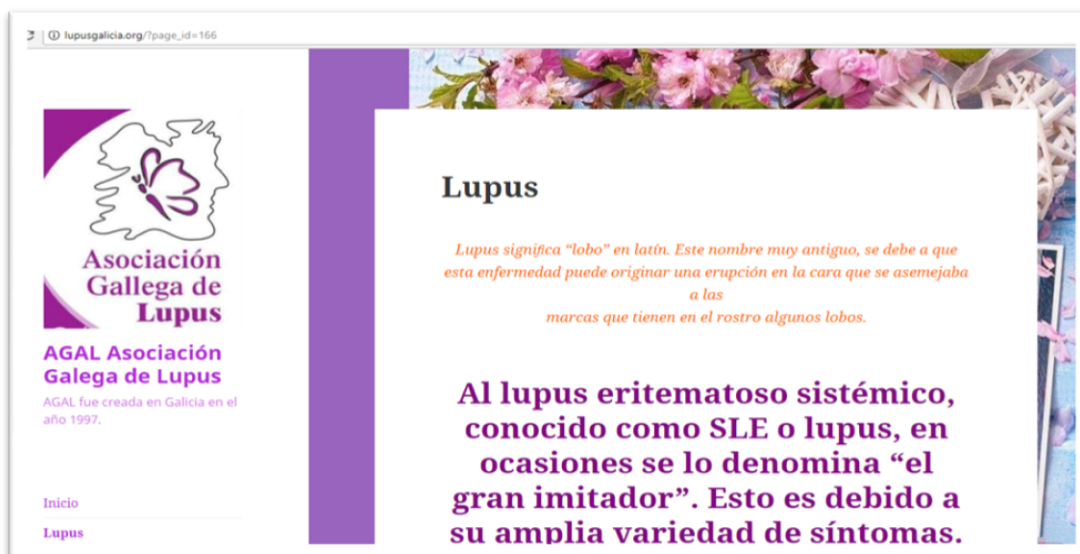 lupusgalicia.org/?page_id=166
Asociación
Gallega de
Lupus
AGAL Asociación
Galega de Lupus
AGAL fue creada en Galicia en el
año 1997.
Inicio
Lupus
Lupus
Lupus significa “lobo” en latín. Este nombre muy antiguo, se debe a que
esta enfermedad puede originar una erupción en la cara que se asemejaba
a las
marcas que tienen en el rostro algunos lobos.
Al lupus eritematoso sistémico,
conocido como SLE o lupus, en
ocasiones se lo denomina “el
gran imitador”. Esto es debido a
su amplia variedad de síntomas.